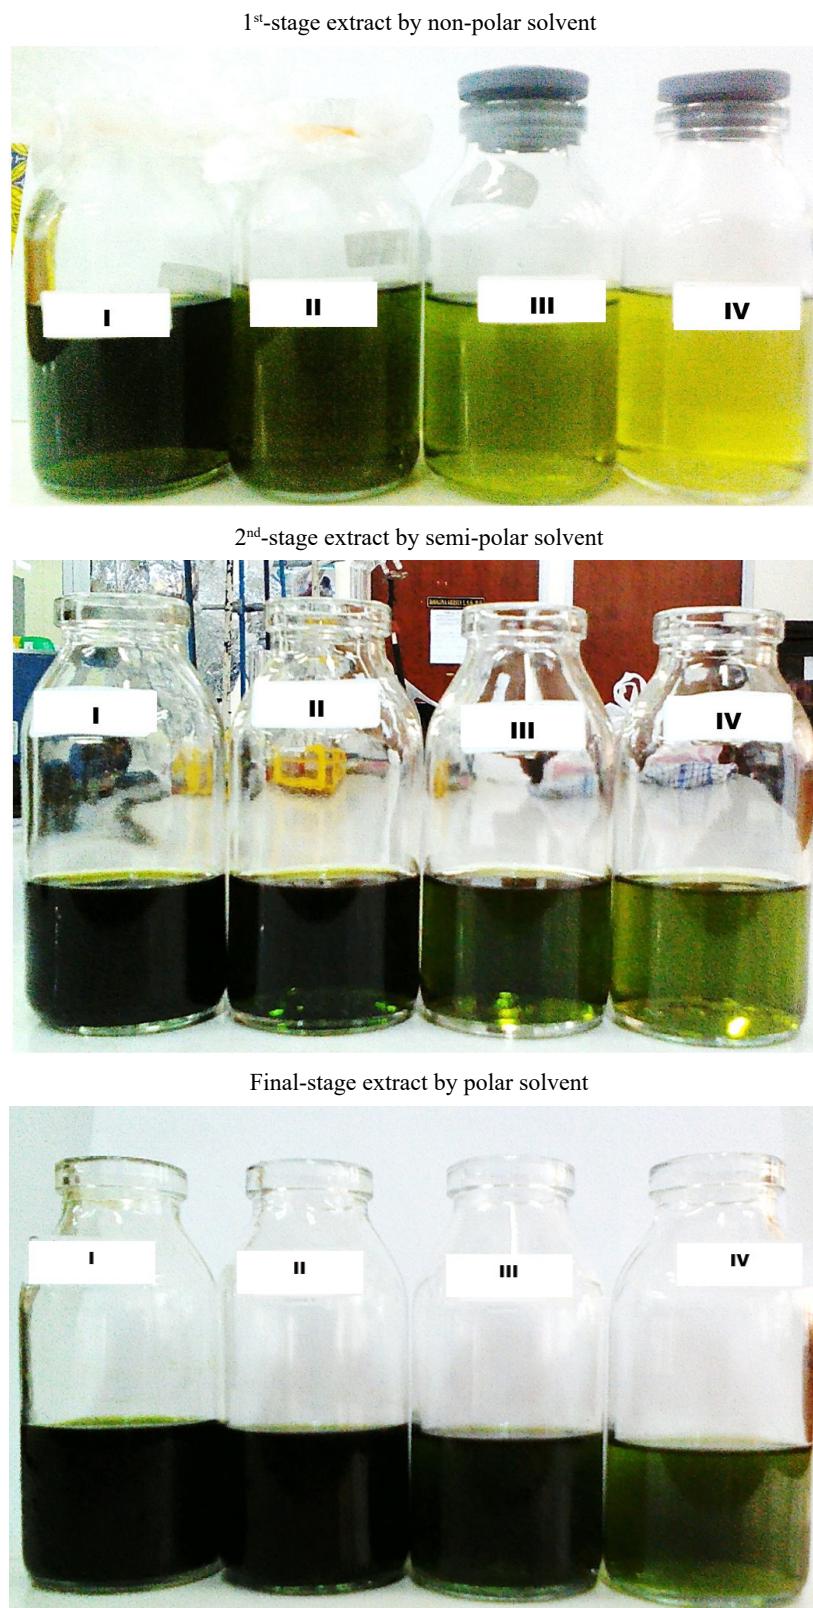 1st-stage extract by non-polar solvent
I
II
III
IV
2nd-stage extract by semi-polar solvent
I
II
III
IV
Final-stage extract by polar solvent
I
II
III
IV